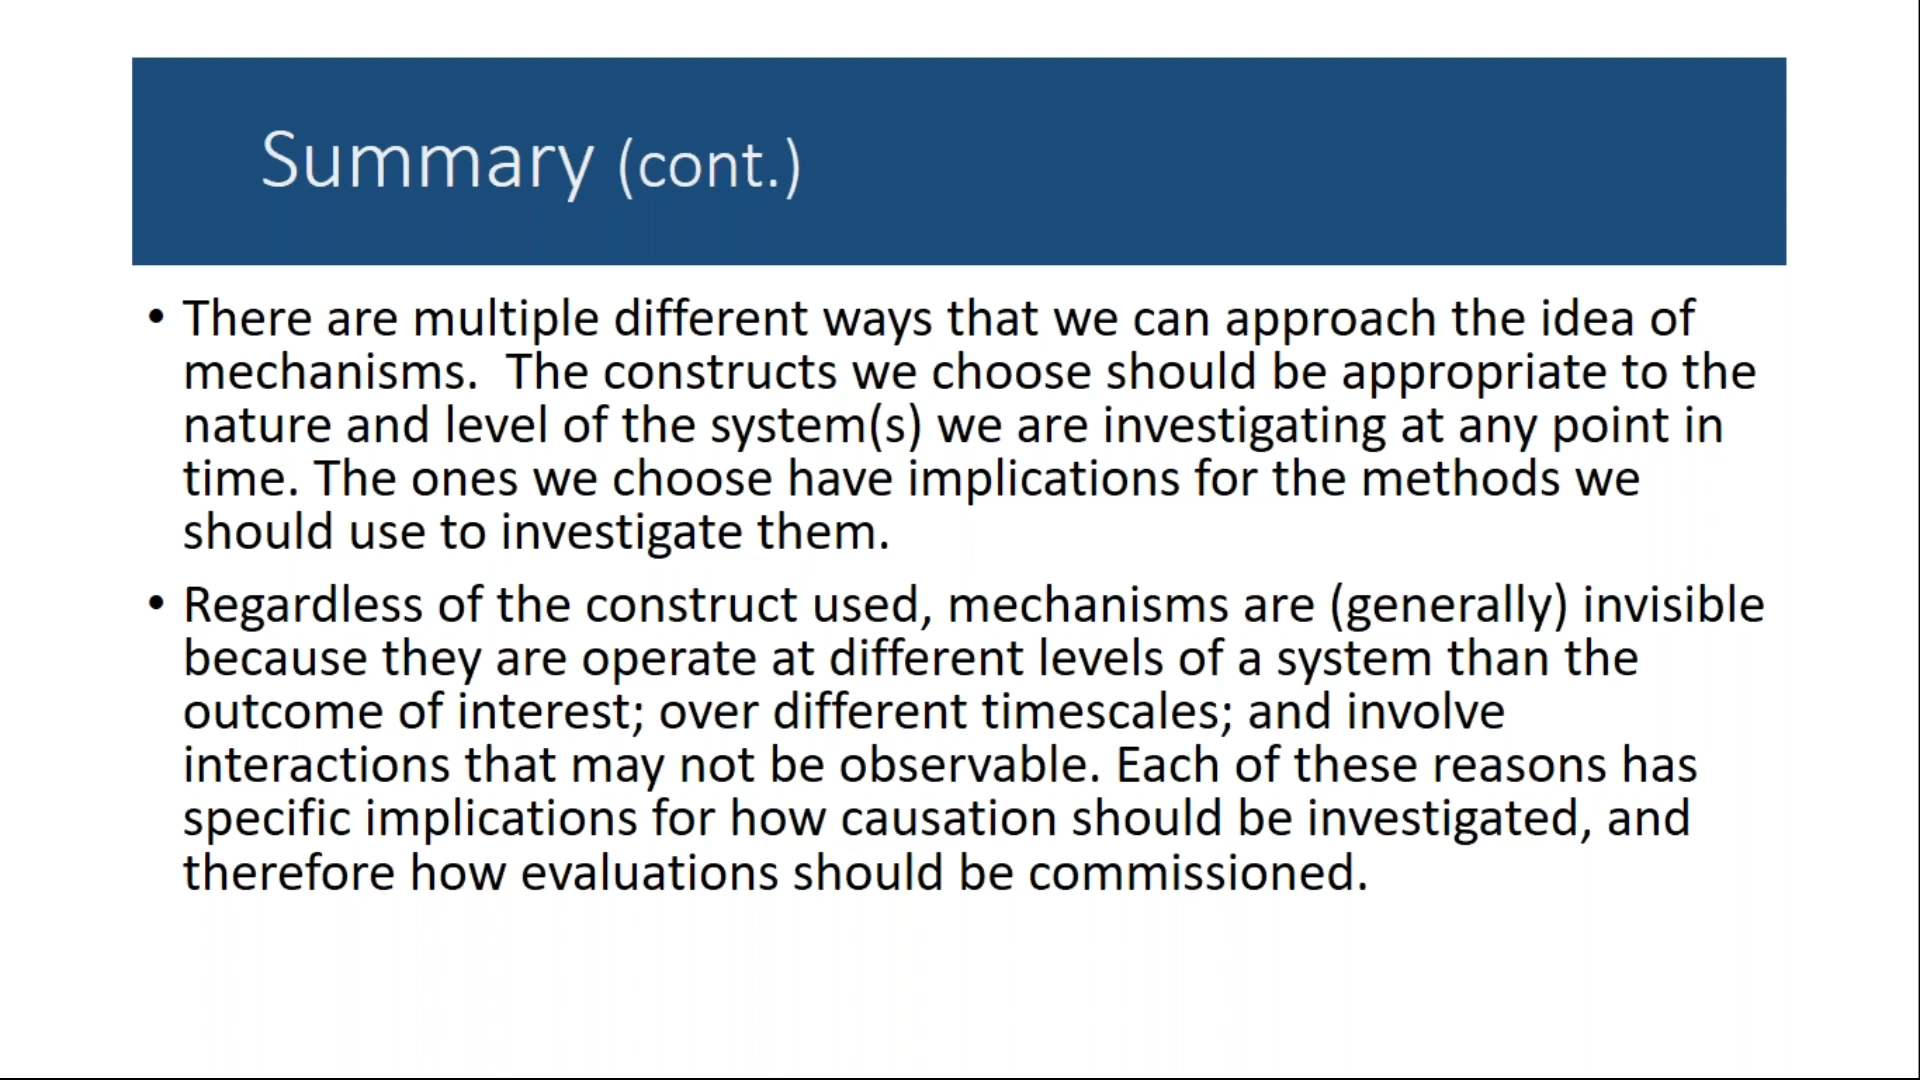 Summary (cont.)
• There are multiple different ways that we can approach the idea of
mechanisms.  The constructs we choose should be appropriate to the
nature and level of the system(s) we are investigating at any point in
time. The ones we choose have implications for the methods we
should use to investigate them.
• Regardless of the construct used, mechanisms are (generally) invisible
because they are operate at different levels of a system than the
outcome of interest; over different timescales; and involve
interactions that may not be observable. Each of these reasons has
specific implications for how causation should be investigated, and
therefore how evaluations should be commissioned.